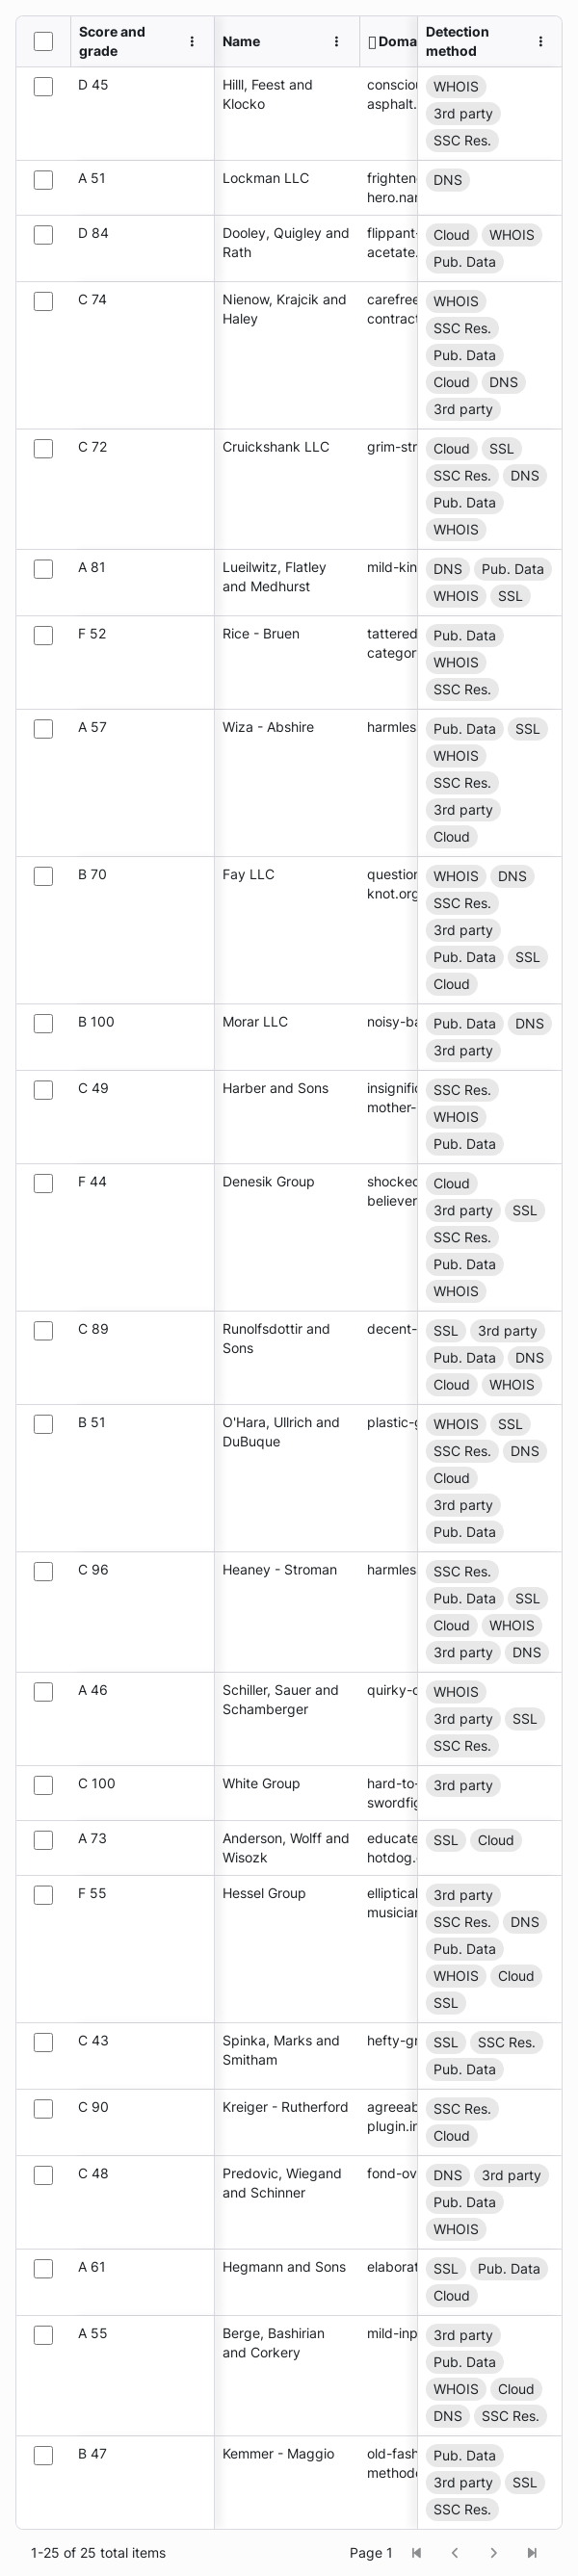 Score and grade Name Doma Detection method
D 45 Hilll, Feest and Klocko asphalt. WHOIS 3rd party SSC Res.
A 51 Lockman LLC DNS
D 84 Dooley, Quigley and Rath flippant- acetate. Cloud WHOIS Pub. Data
C 74 Nienow, Krajcik and Haley carefree contract WHOIS SSC Res. Pub. Data Cloud DNS 3rd party
C 72 Cruickshank LLC grim-str Cloud SSL SSC Res. DNS Pub. Data WHOIS
A 81 Lueilwitz, Flatley and Medhurst mild-kin DNS Pub. Data WHOIS SSL
F 52 Rice - Bruen tattered categor Pub. Data WHOIS SSC Res.
A 57 Wiza - Abshire harmles Pub. Data SSL WHOIS SSC Res. 3rd party Cloud
B 70 Fay LLC question knot.org WHOIS DNS SSC Res. 3rd party Pub. Data SSL Cloud
B 100 Morar LLC noisy-ba Pub. Data DNS 3rd party
C 49 Harber and Sons insignific mother- SSC Res. WHOIS Pub. Data
F 44 Denesik Group shocked believer Cloud 3rd party SSL SSC Res. Pub. Data WHOIS
C 89 Runolfsdottir and Sons decent- SSL 3rd party Pub. Data DNS Cloud WHOIS
B 51 O'Hara, Ullrich and DuBuque plastic-g WHOIS SSL SSC Res. DNS Cloud 3rd party Pub. Data
C 96 Heaney - Stroman harmles SSC Res. Pub. Data SSL Cloud WHOIS 3rd party DNS
A 46 Schiller, Sauer and Schamberger quirky-c WHOIS 3rd party SSL SSC Res.
C 100 White Group hard-to- swordfig 3rd party
A 73 Anderson, Wolff and Wisozk educate hotdog. SSL Cloud
F 55 Hessel Group elliptical musician 3rd party SSC Res. DNS Pub. Data WHOIS Cloud SSL
C 43 Spinka, Marks and Smitham hefty-gr SSL SSC Res. Pub. Data
C 90 Kreiger - Rutherford agreeab plugin.in SSC Res. Cloud
C 48 Predovic, Wiegand and Schinner fond-ov DNS 3rd party Pub. Data WHOIS
A 61 Hegmann and Sons elaborat SSL Pub. Data Cloud
A 55 Berge, Bashirian and Corkery mild-inp 3rd party Pub. Data WHOIS Cloud DNS SSC Res.
B 47 Kemmer - Maggio old-fash Pub. Data 3rd party SSL SSC Res.
1-25 of 25 total items Page 1